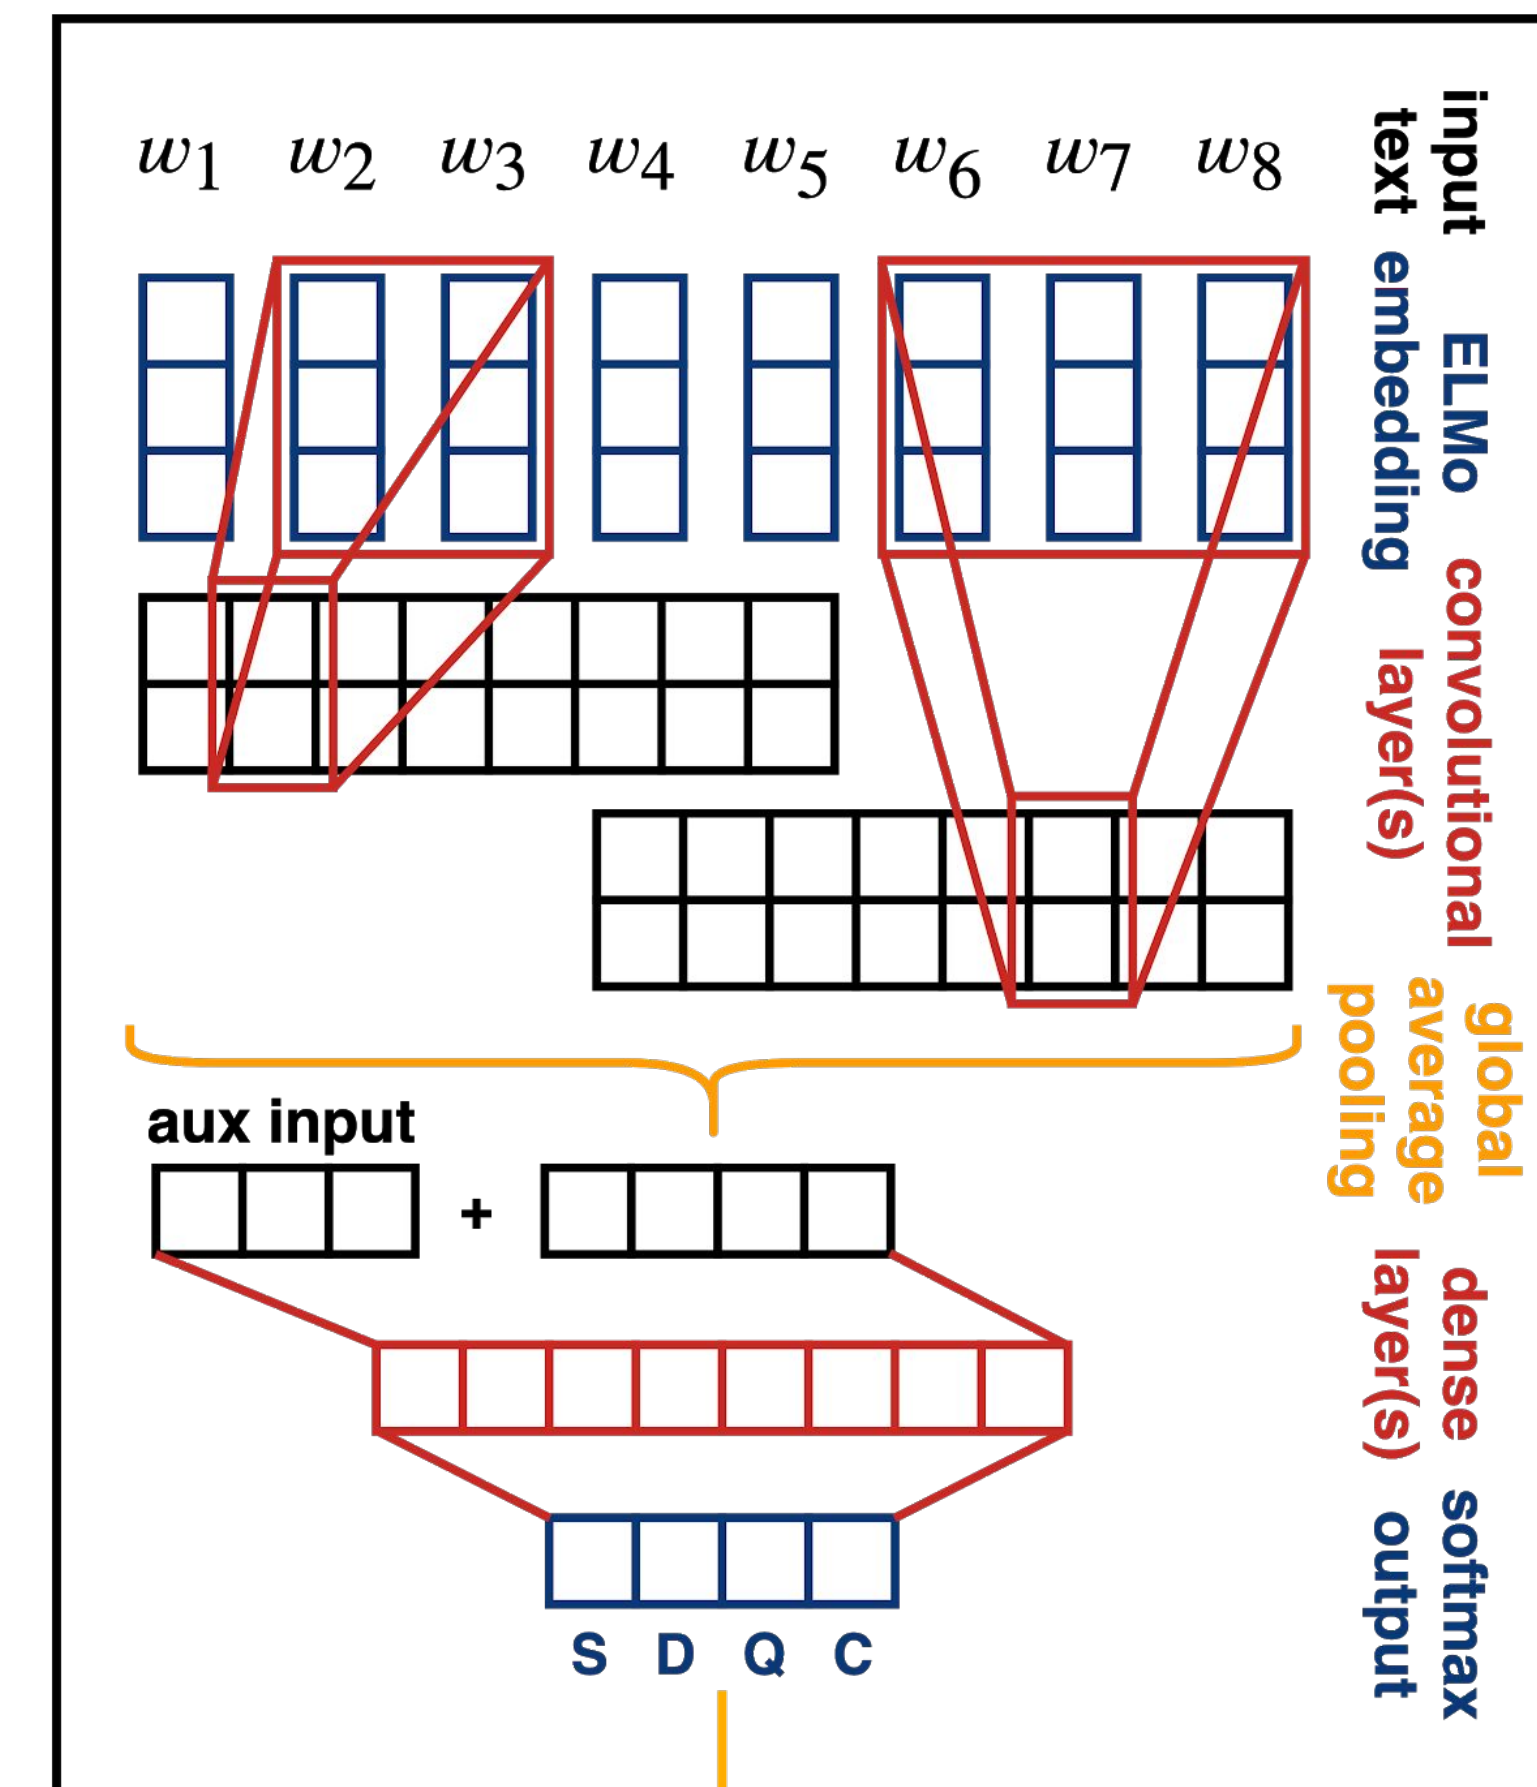 w1 w2 w3 w4 w5 w6 w7 w8
input
text
ELMo
embedding
convolutional
layer(s)
global
average
pooling
aux input
+
dense
layer(s)
softmax
output
S D Q C